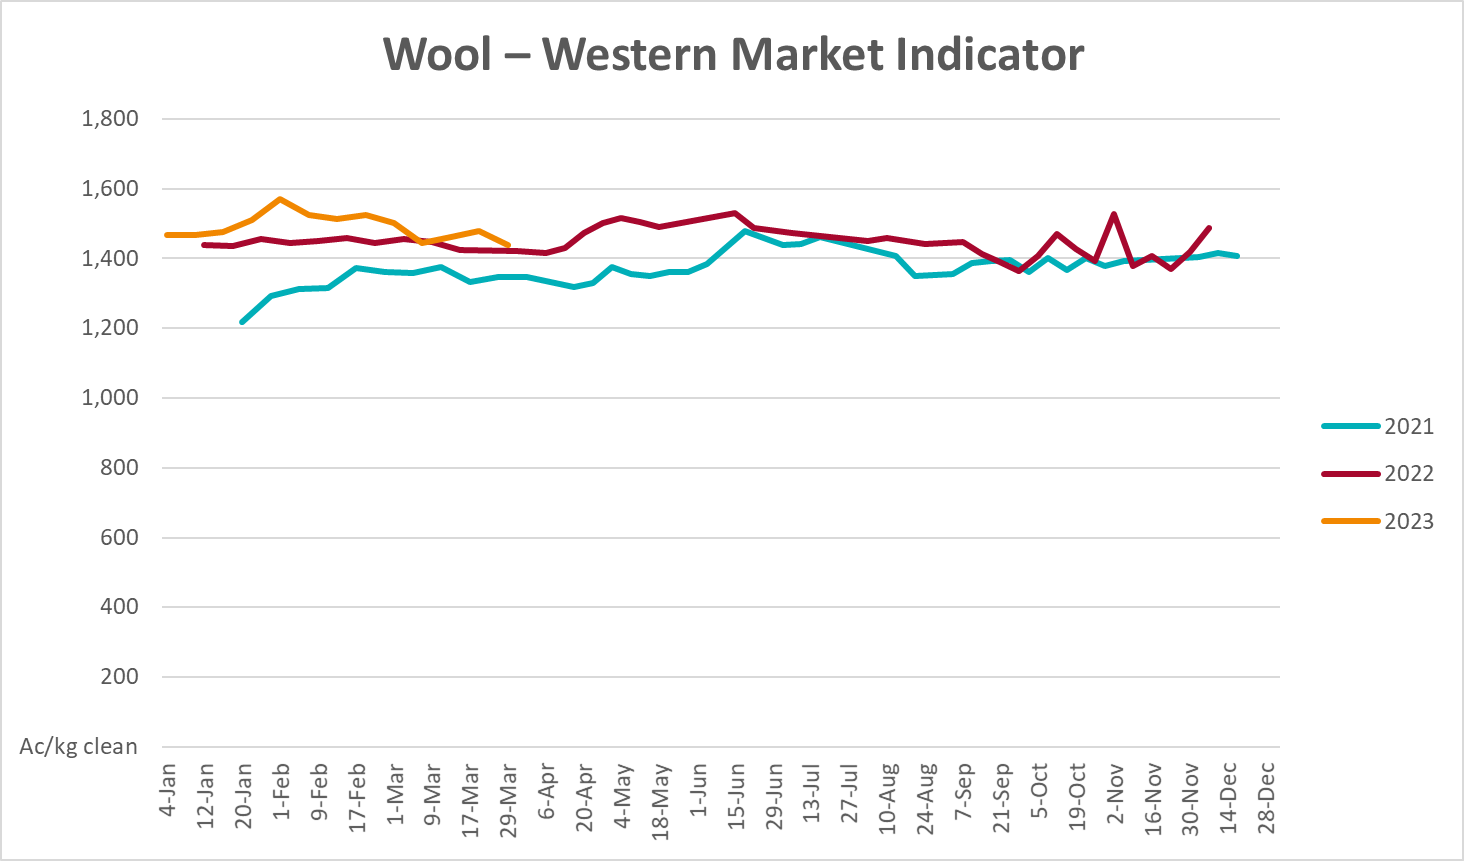 Wool – Western Market Indicator
1,800
1,600
1,400
1,200
1,000
800
600
400
200
Ac/kg clean
4-Jan
12-Jan
20-Jan
1-Feb
9-Feb
17-Feb
1-Mar
9-Mar
17-Mar
29-Mar
6-Apr
20-Apr
4-May
18-May
1-Jun
15-Jun
29-Jun
13-Jul
27-Jul
10-Aug
24-Aug
7-Sep
21-Sep
5-Oct
19-Oct
2-Nov
16-Nov
30-Nov
14-Dec
28-Dec
2021
2022
2023